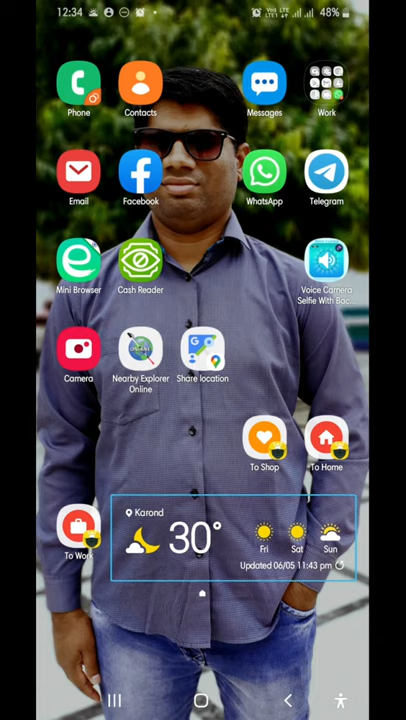 12:34
VoLTE
LTE1
48%
Phone
Contacts
Messages
Work
Email
Facebook
WhatsApp
Telegram
Mini Browser
Cash Reader
Voice Camera
Selfie With Bac...
Camera
Nearby Explorer
Online
Share location
To Shop
To Home
To Work
Karond
30°
Fri
Sat
Sun
Updated 06/05 11:43 pm